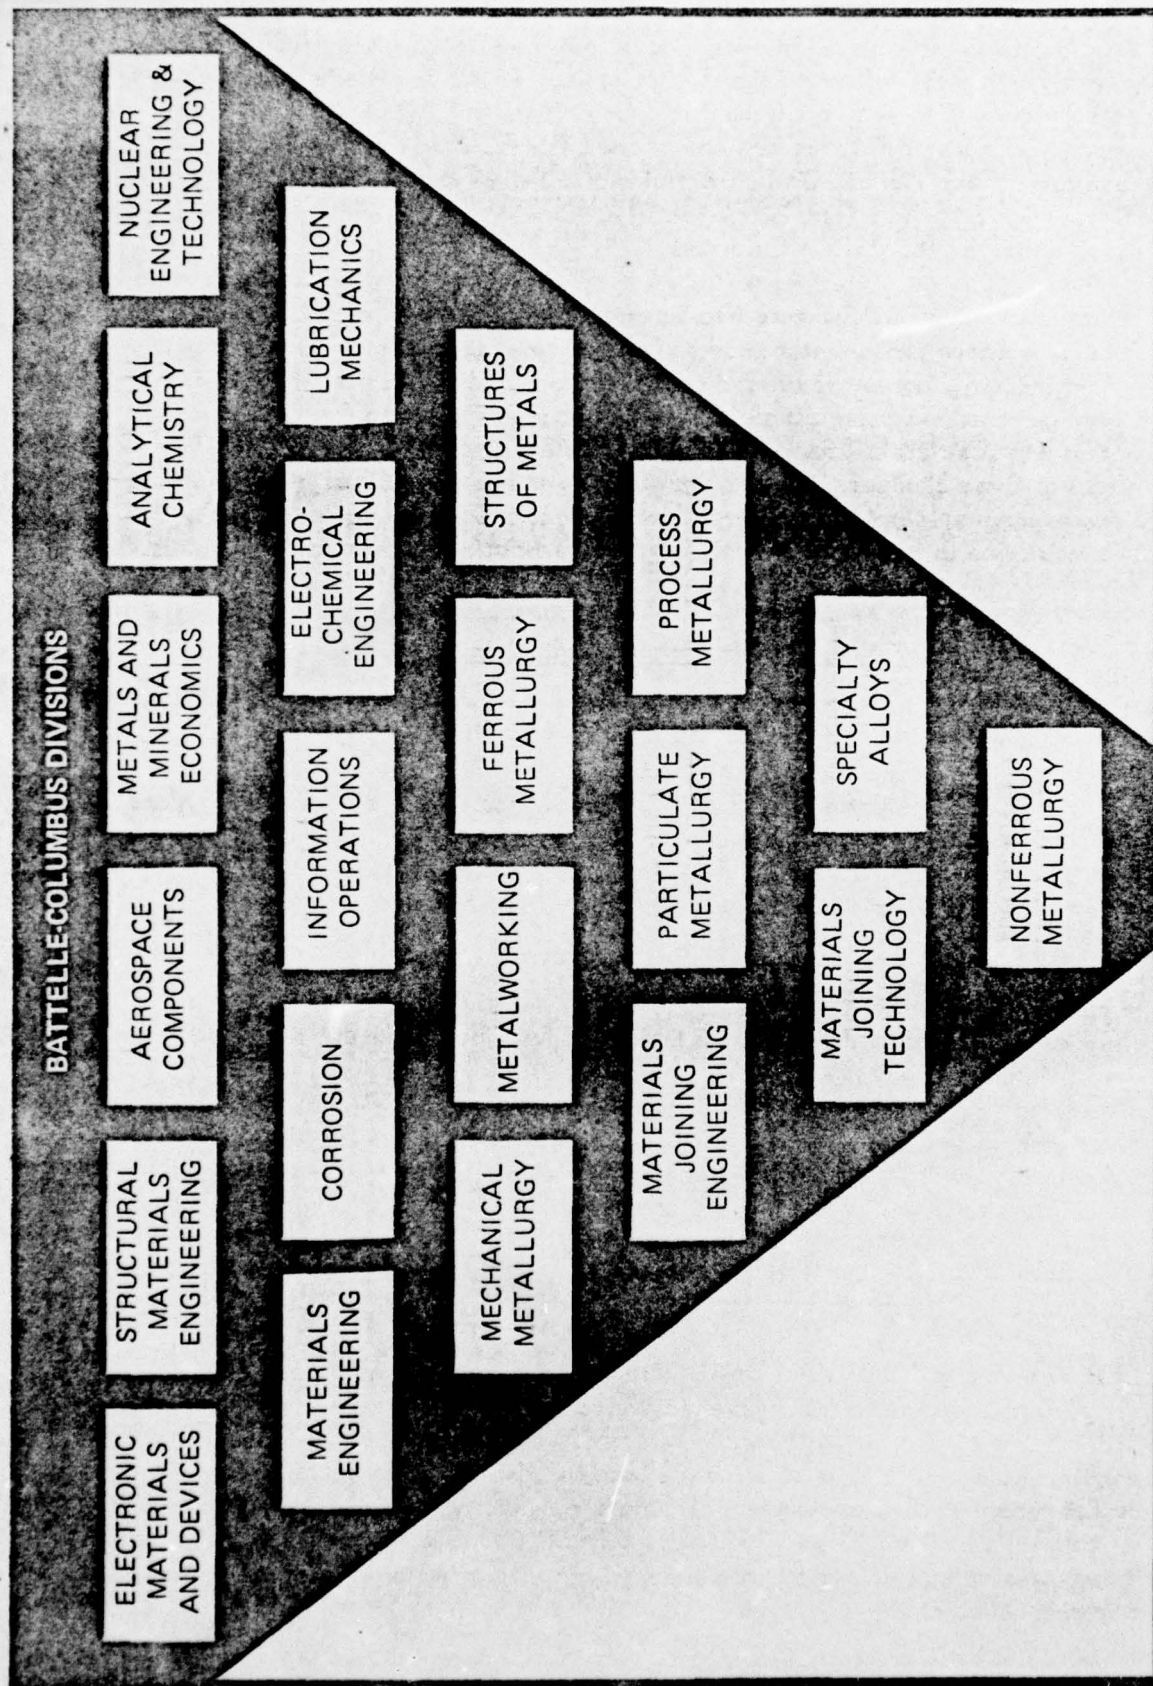 BATTELLE-COLUMBUS DIVISIONS
ELECTRONIC
MATERIALS
AND DEVICES
STRUCTURAL
MATERIALS
ENGINEERING
AEROSPACE
COMPONENTS
METALS AND
MINERALS
ECONOMICS
ANALYTICAL
CHEMISTRY
NUCLEAR
ENGINEERING &
TECHNOLOGY
MATERIALS
ENGINEERING
CORROSION
INFORMATION
OPERATIONS
ELECTRO-
CHEMICAL
ENGINEERING
LUBRICATION
MECHANICS
MECHANICAL
METALLURGY
METALWORKING
FERROUS
METALLURGY
STRUCTURES
OF METALS
MATERIALS
JOINING
ENGINEERING
PARTICULATE
METALLURGY
PROCESS
METALLURGY
MATERIALS
JOINING
TECHNOLOGY
SPECIALTY
ALLOYS
NONFERROUS
METALLURGY